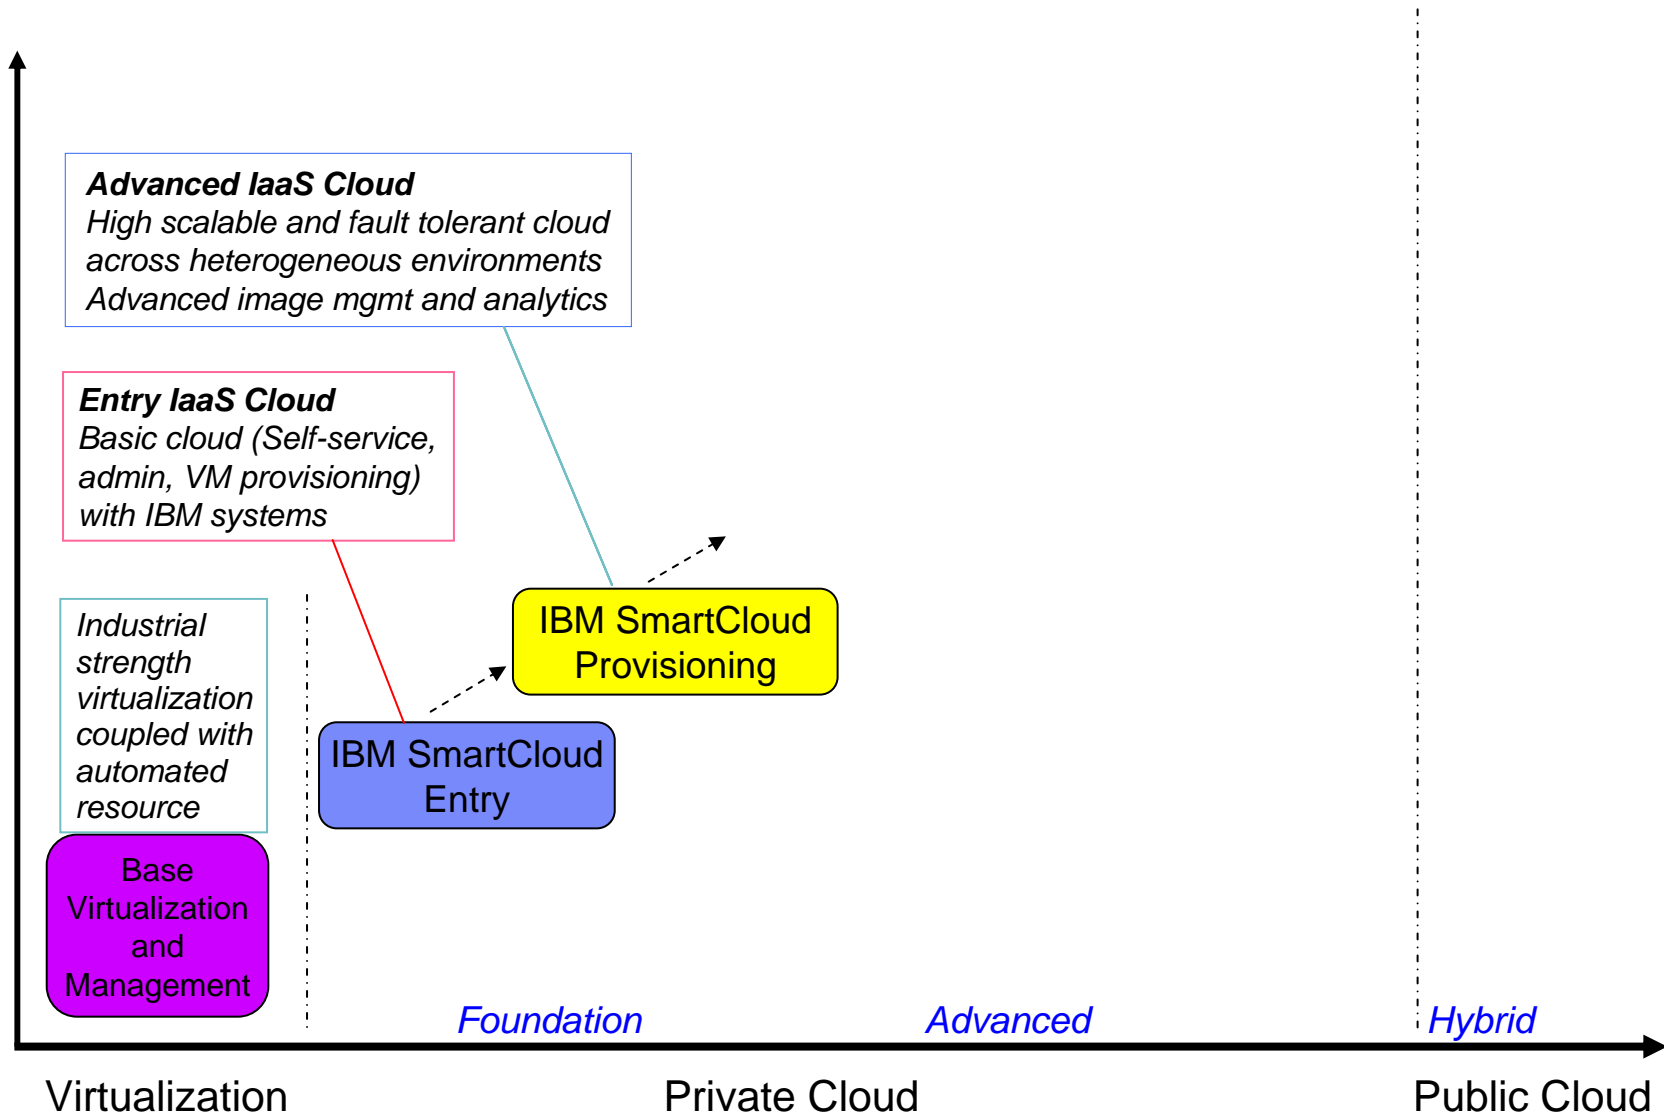 Advanced IaaS Cloud
High scalable and fault tolerant cloud
across heterogeneous environments
Advanced image mgmt and analytics
Entry IaaS Cloud
Basic cloud (Self-service,
admin, VM provisioning)
with IBM systems
Industrial
strength
virtualization
coupled with
automated
resource
IBM SmartCloud
Provisioning
IBM SmartCloud
Entry
Base
Virtualization
and
Management
Foundation
Advanced
Hybrid
Virtualization
Private Cloud
Public Cloud